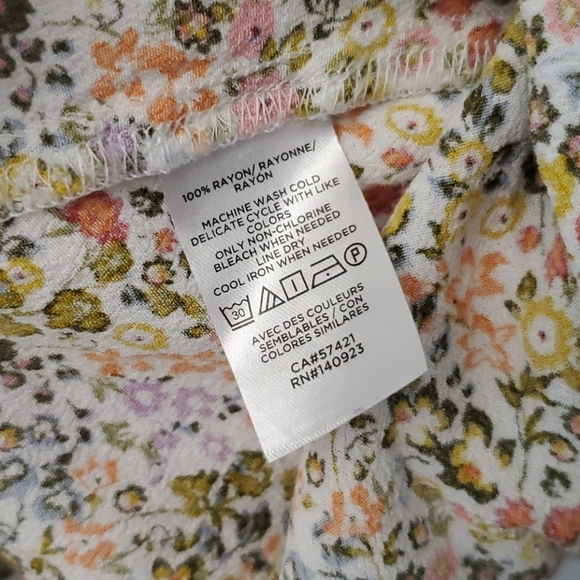 100% RAYON/ RAYONNE/
RAYÓN
MACHINE WASH COLD
DELICATE CYCLE WITH LIKE
COLORS
ONLY NON-CHLORINE
BLEACH WHEN NEEDED
LINE DRY
COOL IRON WHEN NEEDED
30 P
AVEC DES COULEURS
SEMBLABLES / CON
COLORES SIMILARES
CA#57421
RN#140923